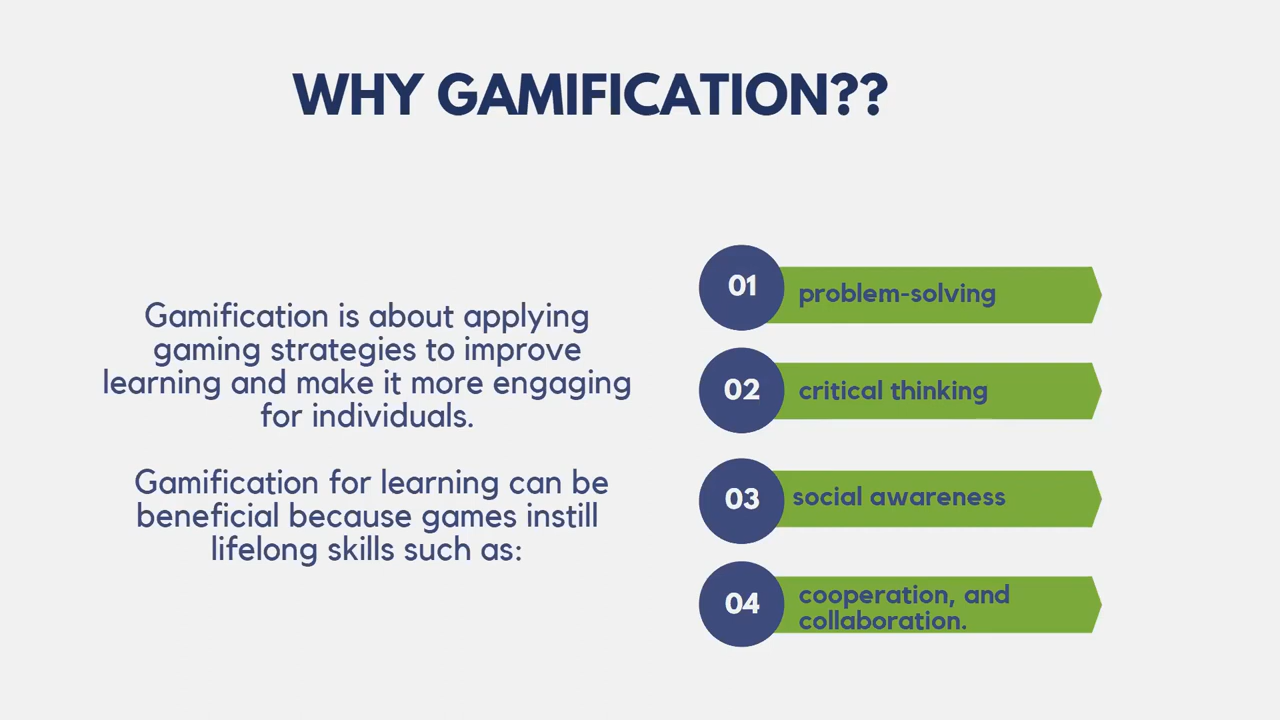 WHY GAMIFICATION??
Gamification is about applying
gaming strategies to improve
learning and make it more engaging
for individuals.
Gamification for learning can be
beneficial because games instill
lifelong skills such as:
01
problem-solving
02
critical thinking
03
social awareness
04
cooperation, and
collaboration.